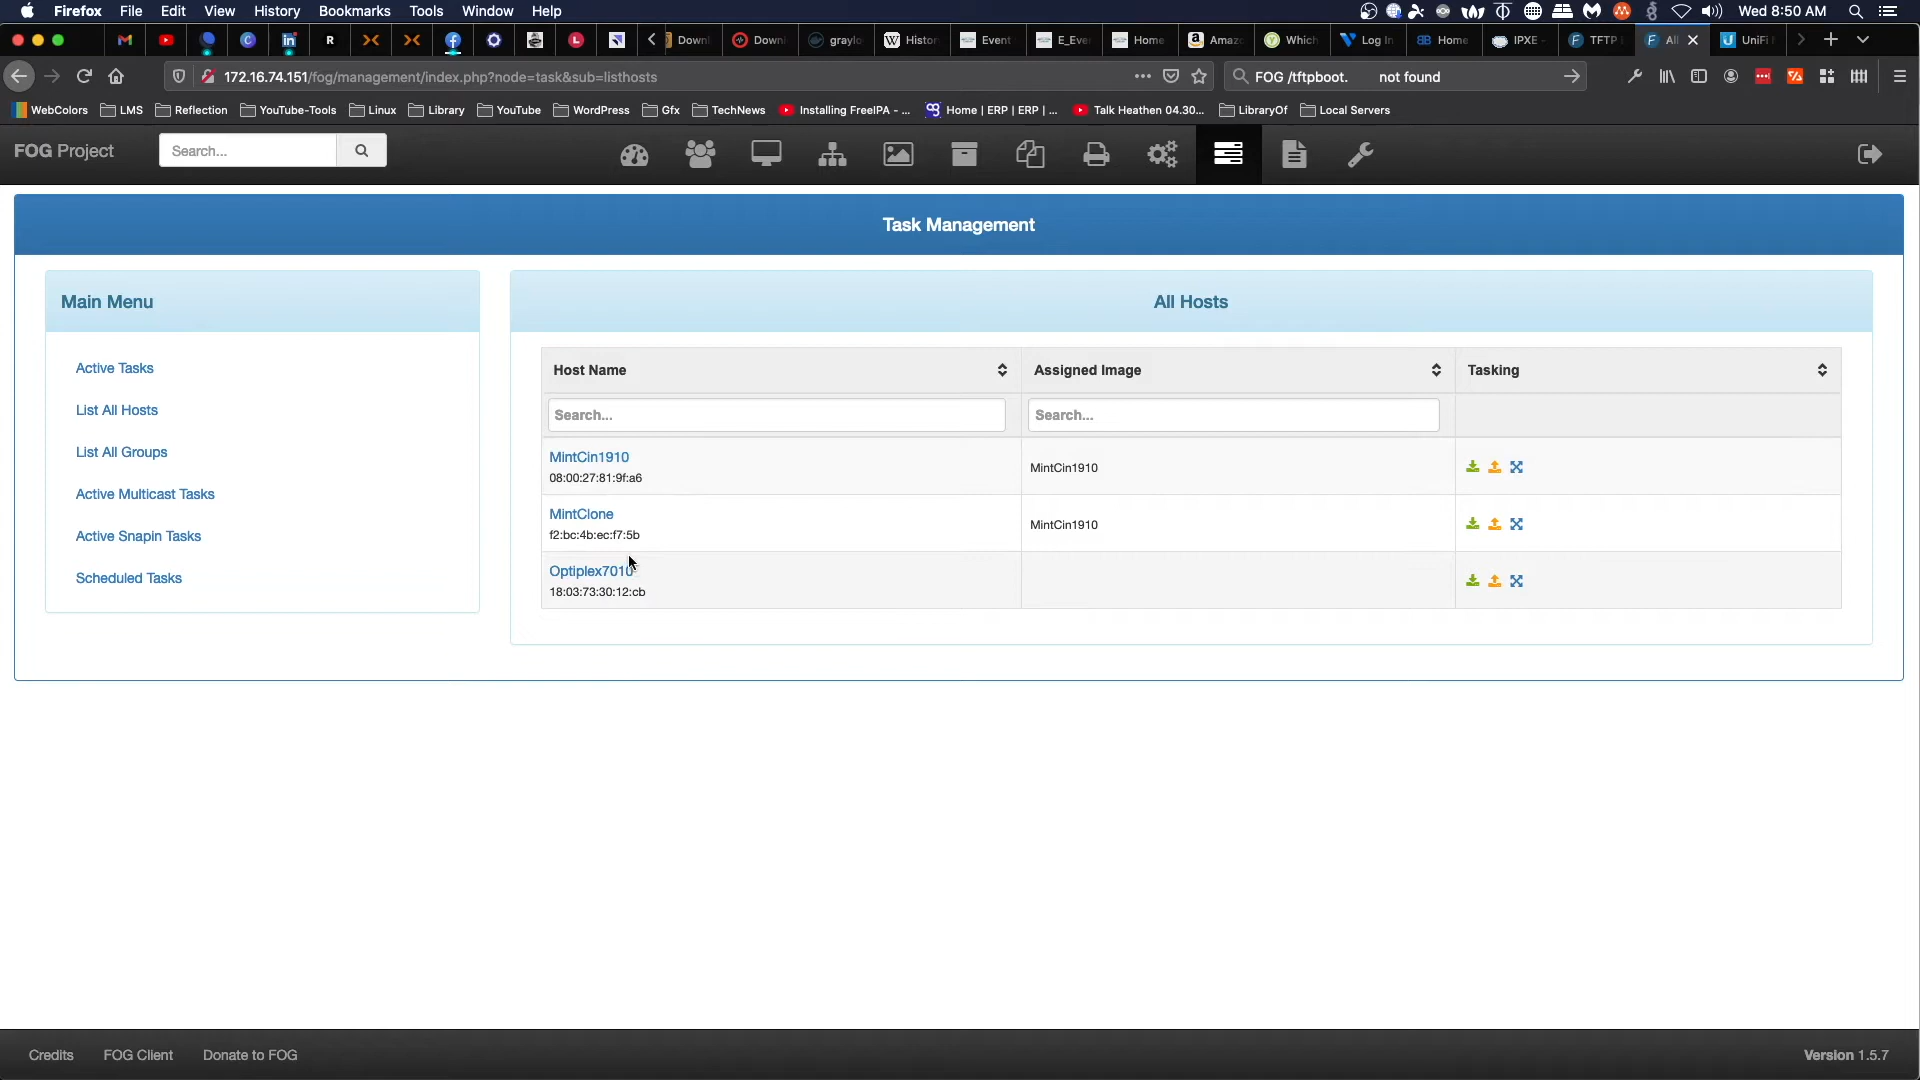 Firefox File Edit View History Bookmarks Tools Window Help Wed 8:50 AM
Downl Downl graylo Histor Event E_Eve Home Amaz Which Log In Home IPXE - TFTP All UniFi
172.16.74.151/fog/management/index.php?node=task&sub=listhosts FOG /tftpboot. not found
WebColors LMS Reflection YouTube-Tools Linux Library YouTube WordPress Gfx TechNews Installing FreeIPA - ... Home | ERP | ERP | ... Talk Heathen 04.30... LibraryOf Local Servers
FOG Project Search...
Task Management
Main Menu
Active Tasks
List All Hosts
List All Groups
Active Multicast Tasks
Active Snapin Tasks
Scheduled Tasks
All Hosts
Host Name Assigned Image Tasking
Search... Search...
MintCin1910
08:00:27:81:9f:a6 MintCin1910
MintClone
f2:bc:4b:ec:f7:5b MintCin1910
Optiplex7010
18:03:73:30:12:cb
Credits FOG Client Donate to FOG Version 1.5.7